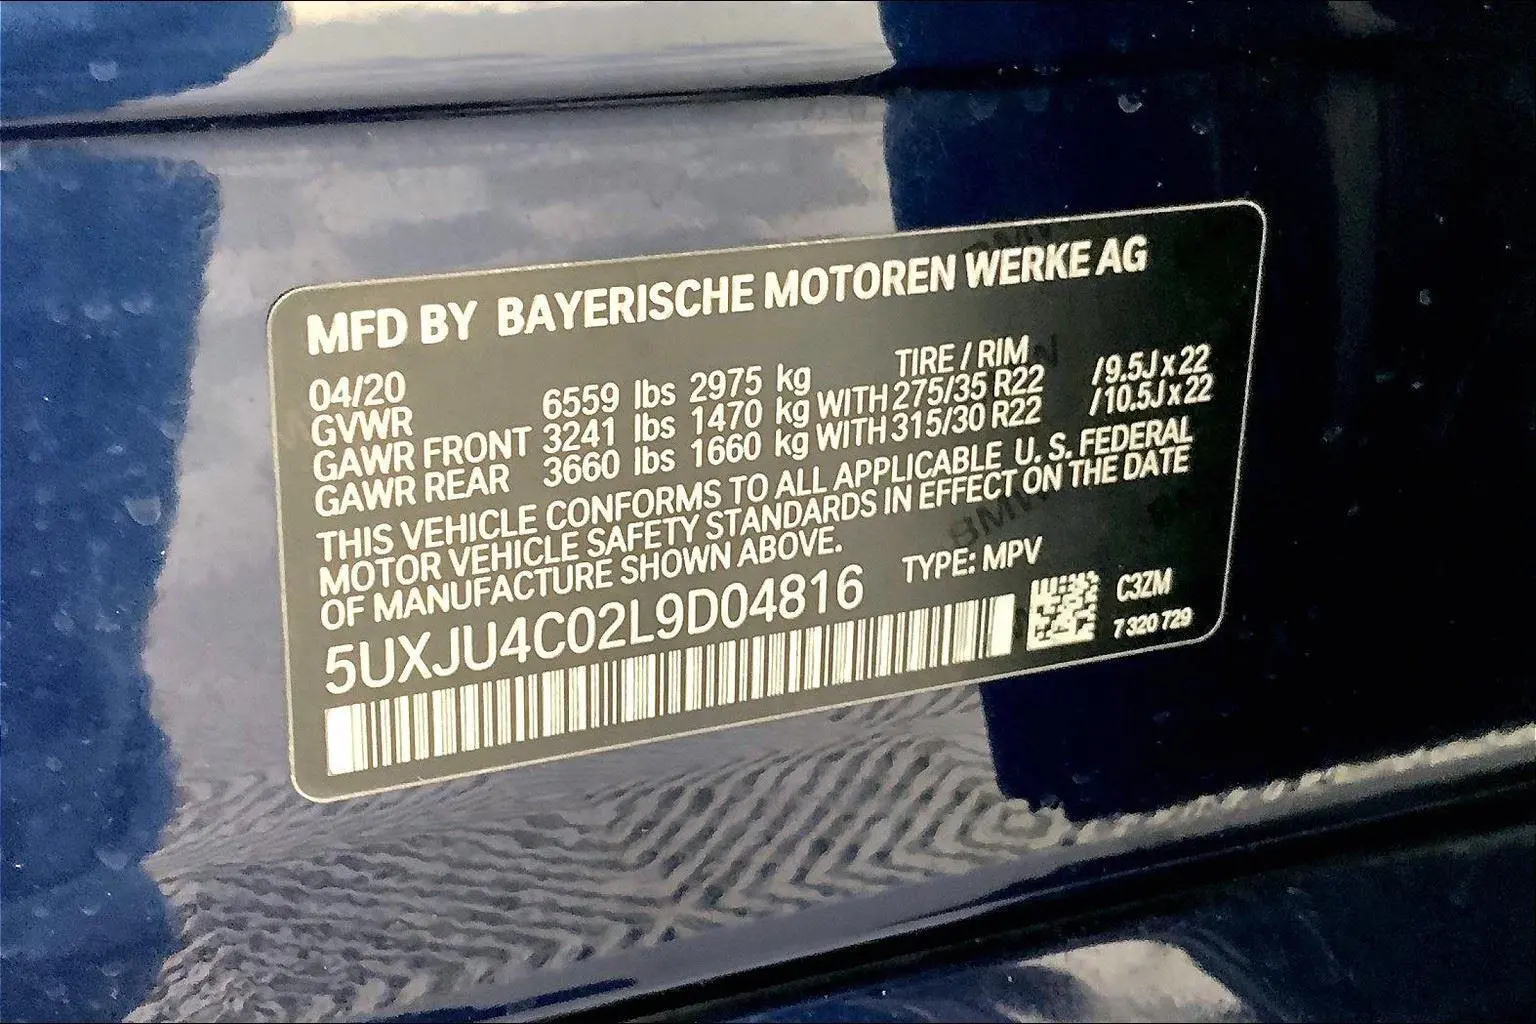 MFD BY BAYERISCHE MOTOREN WERKE AG
04/20 TIRE / RIM
GVWR 6559 lbs 2975 kg
GAWR FRONT 3241 lbs 1470 kg WITH 275/35 R22 /9.5J x 22
GAWR REAR 3660 lbs 1660 kg WITH 315/30 R22 /10.5J x 22
THIS VEHICLE CONFORMS TO ALL APPLICABLE U. S. FEDERAL
MOTOR VEHICLE SAFETY STANDARDS IN EFFECT ON THE DATE
OF MANUFACTURE SHOWN ABOVE.
5UXJU4C02L9D04816 TYPE: MPV
C3ZM
7 320 729
BMW